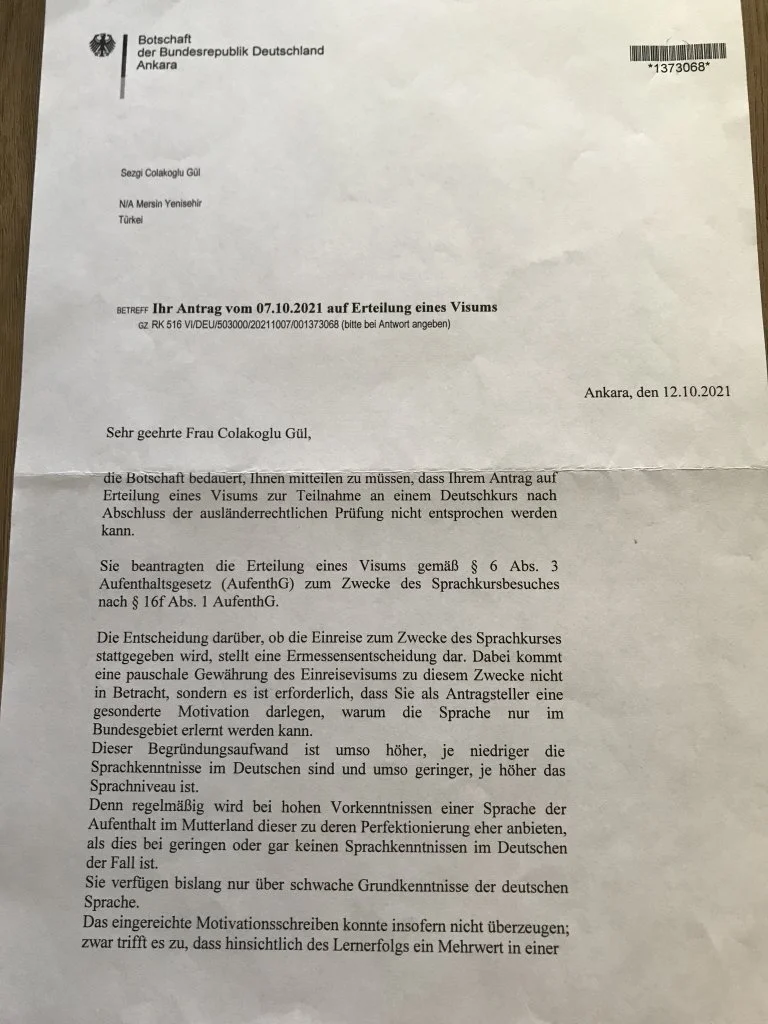 Botschaft
der Bundesrepublik Deutschland
Ankara
*1373068*
Sezgi Colakoglu Gül
N/A Mersin Yenisehir
Türkei
BETREFF Ihr Antrag vom 07.10.2021 auf Erteilung eines Visums
GZ RK 516 VI/DEU/503000/20211007/001373068 (bitte bei Antwort angeben)
Ankara, den 12.10.2021
Sehr geehrte Frau Colakoglu Gül,
die Botschaft bedauert, Ihnen mitteilen zu müssen, dass Ihrem Antrag auf
Erteilung eines Visums zur Teilnahme an einem Deutschkurs nach
Abschluss der ausländerrechtlichen Prüfung nicht entsprochen werden
kann.
Sie beantragten die Erteilung eines Visums gemäß § 6 Abs. 3
Aufenthaltsgesetz (AufenthG) zum Zwecke des Sprachkursbesuches
nach § 16f Abs. 1 AufenthG.
Die Entscheidung darüber, ob die Einreise zum Zwecke des Sprachkurses
stattgegeben wird, stellt eine Ermessensentscheidung dar. Dabei kommt
eine pauschale Gewährung des Einreisevisums zu diesem Zwecke nicht
in Betracht, sondern es ist erforderlich, dass Sie als Antragsteller eine
gesonderte Motivation darlegen, warum die Sprache nur im
Bundesgebiet erlernt werden kann.
Dieser Begründungsaufwand ist umso höher, je niedriger die
Sprachkenntnisse im Deutschen sind und umso geringer, je höher das
Sprachniveau ist.
Denn regelmäßig wird bei hohen Vorkenntnissen einer Sprache der
Aufenthalt im Mutterland dieser zu deren Perfektionierung eher anbieten,
als dies bei geringen oder gar keinen Sprachkenntnissen im Deutschen
der Fall ist.
Sie verfügen bislang nur über schwache Grundkenntnisse der deutschen
Sprache.
Das eingereichte Motivationsschreiben konnte insofern nicht überzeugen;
zwar trifft es zu, dass hinsichtlich des Lernerfolgs ein Mehrwert in einer